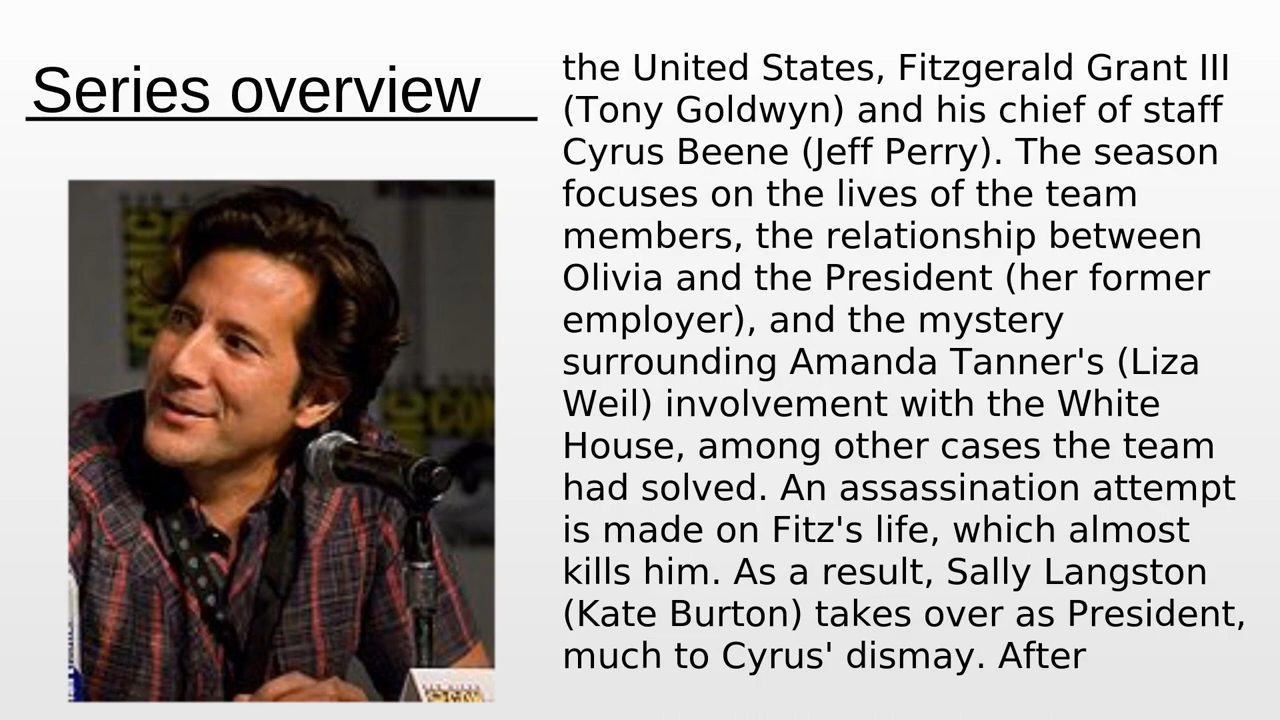 Series overview
the United States, Fitzgerald Grant III
(Tony Goldwyn) and his chief of staff
Cyrus Beene (Jeff Perry). The season
focuses on the lives of the team
members, the relationship between
Olivia and the President (her former
employer), and the mystery
surrounding Amanda Tanner's (Liza
Weil) involvement with the White
House, among other cases the team
had solved. An assassination attempt
is made on Fitz's life, which almost
kills him. As a result, Sally Langston
(Kate Burton) takes over as President,
much to Cyrus' dismay. After